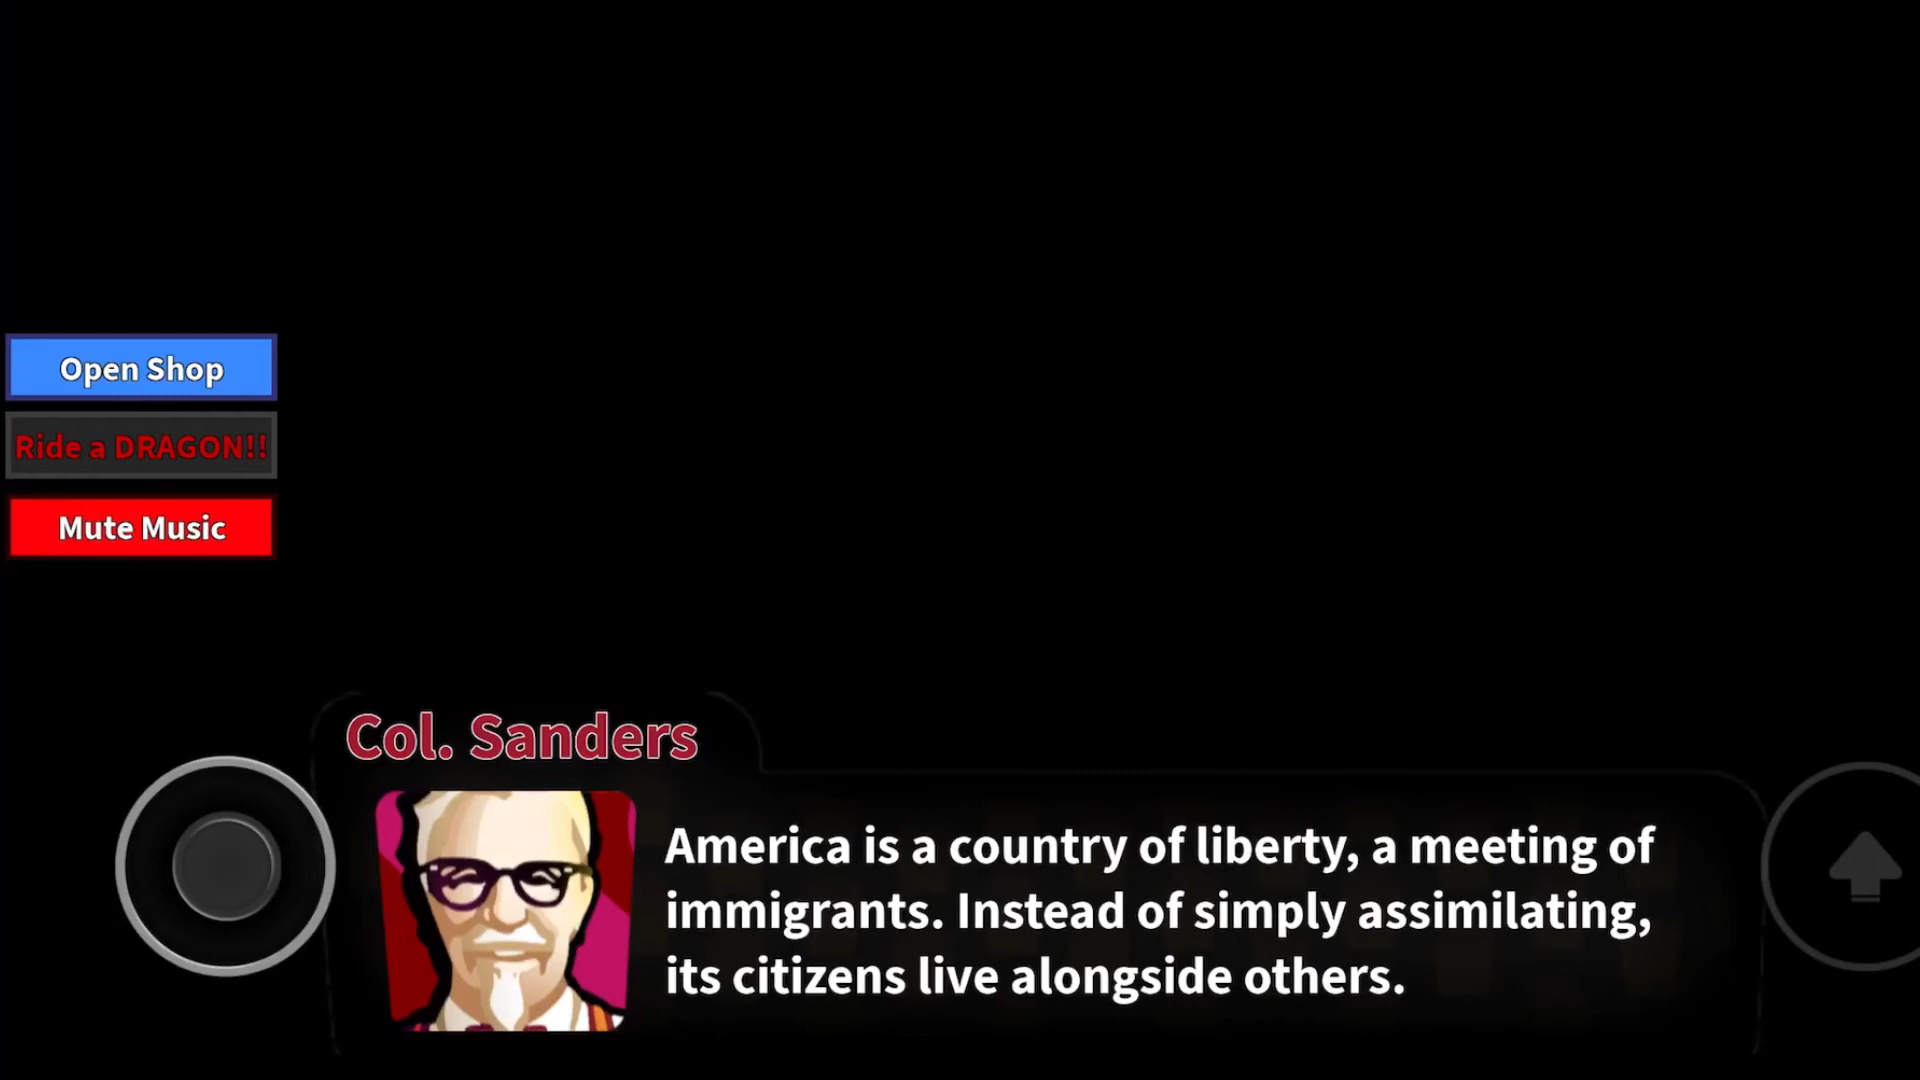 Open Shop
Ride a DRAGON!!
Mute Music
Col. Sanders
America is a country of liberty, a meeting of
immigrants. Instead of simply assimilating,
its citizens live alongside others.